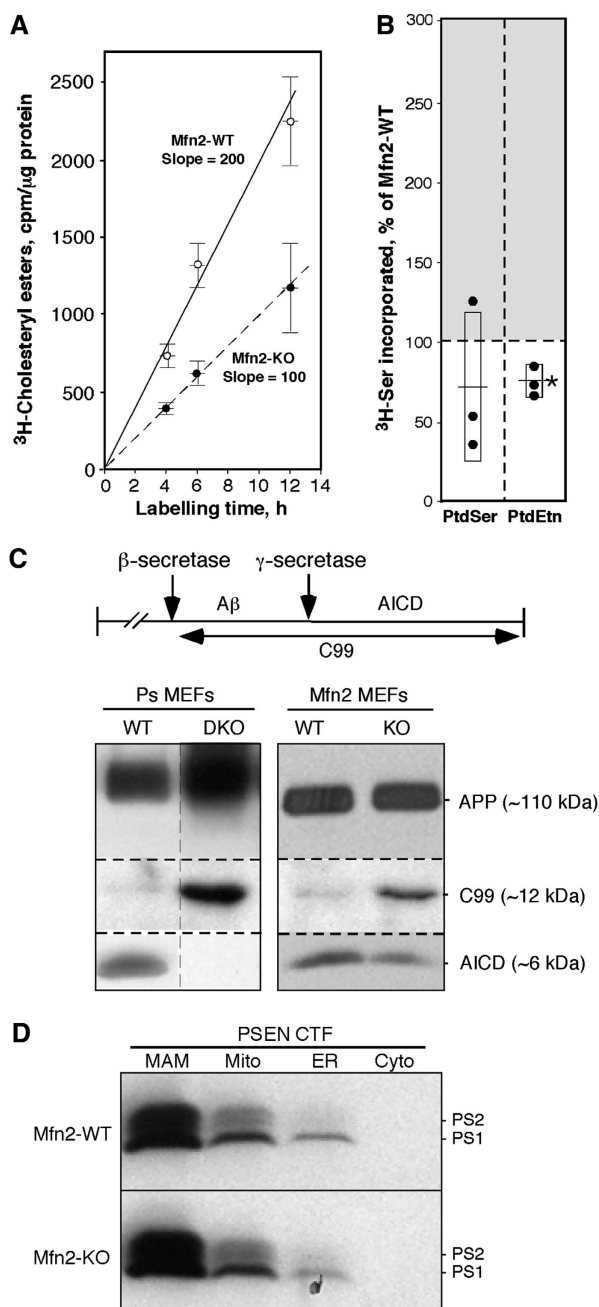 A
³H-Cholesteryl esters, cpm/µg protein
2500
2000
1500
1000
500
0
Mfn2-WT
Slope = 200
Mfn2-KO
Slope = 100
0 2 4 6 8 10 12 14
Labelling time, h
B
³H-Ser incorporated, % of Mfn2-WT
300
250
200
150
100
50
0
*
PtdSer PtdEtn
C
β-secretase γ-secretase
Aβ AICD
C99
Ps MEFs Mfn2 MEFs
WT DKO WT KO
APP (~110 kDa)
C99 (~12 kDa)
AICD (~6 kDa)
D
PSEN CTF
MAM Mito ER Cyto
Mfn2-WT
PS2
PS1
Mfn2-KO
PS2
PS1